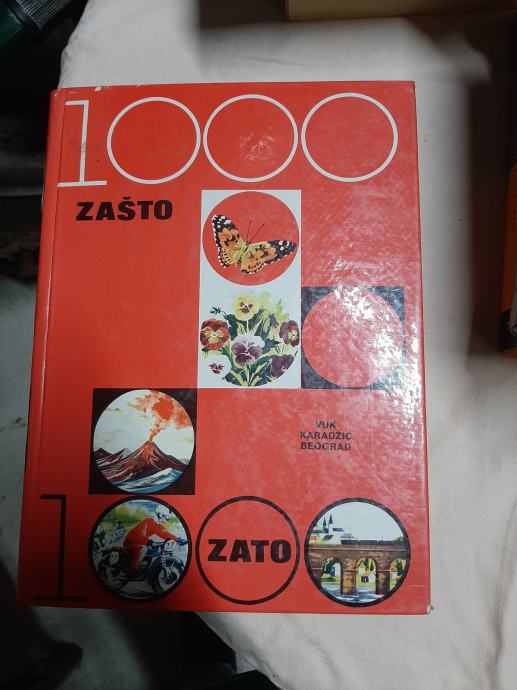 1000
ZAŠTO
VUK
KARADŽIĆ
BEOGRAD
1000
ZATO